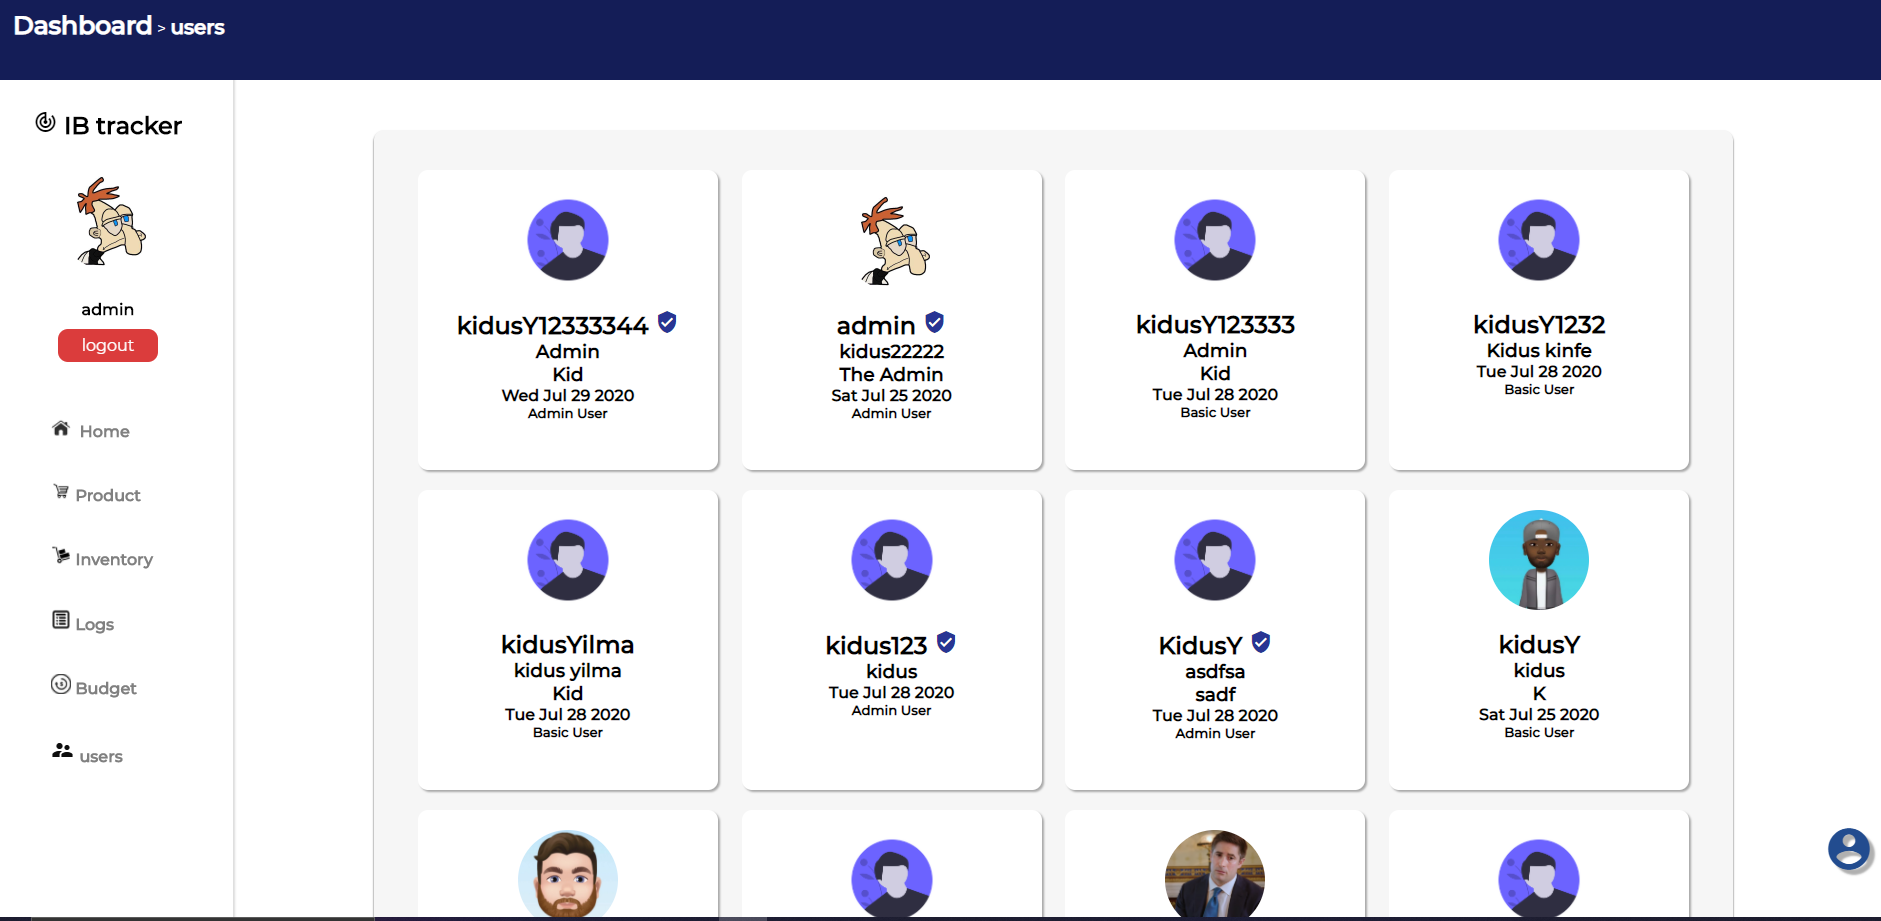 Dashboard > users
IB tracker
admin
logout
Home
Product
Inventory
Logs
Budget
users
kidusY12333344
Admin
Kid
Wed Jul 29 2020
Admin User
admin
kidus22222
The Admin
Sat Jul 25 2020
Admin User
kidusY123333
Admin
Kid
Tue Jul 28 2020
Basic User
kidusY1232
Kidus kinfe
Tue Jul 28 2020
Basic User
kidusYilma
kidus yilma
Kid
Tue Jul 28 2020
Basic User
kidus123
kidus
Tue Jul 28 2020
Admin User
KidusY
asdfsa
sadf
Tue Jul 28 2020
Admin User
kidusY
kidus
K
Sat Jul 25 2020
Basic User